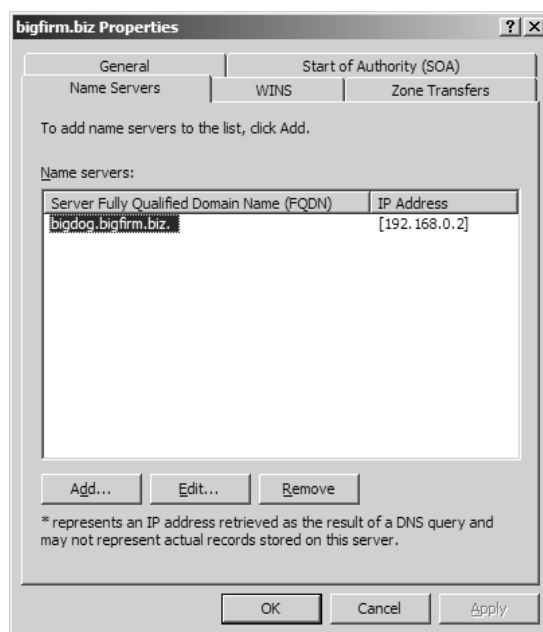 bigfirm.biz Properties
? X
General
Start of Authority (SOA)
Name Servers
WINS
Zone Transfers
To add name servers to the list, click Add.
Name servers:
Server Fully Qualified Domain Name (FQDN)
IP Address
bigdog.bigfirm.biz.
[192.168.0.2]
Add...
Edit...
Remove
* represents an IP address retrieved as the result of a DNS query and
may not represent actual records stored on this server.
OK
Cancel
Apply